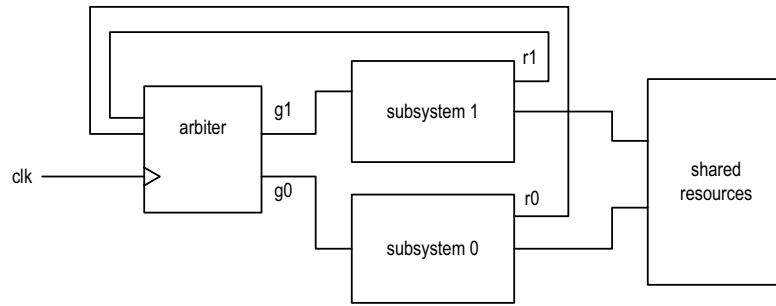 r1
g1
arbiter
subsystem 1
clk
g0
r0
shared
resources
subsystem 0